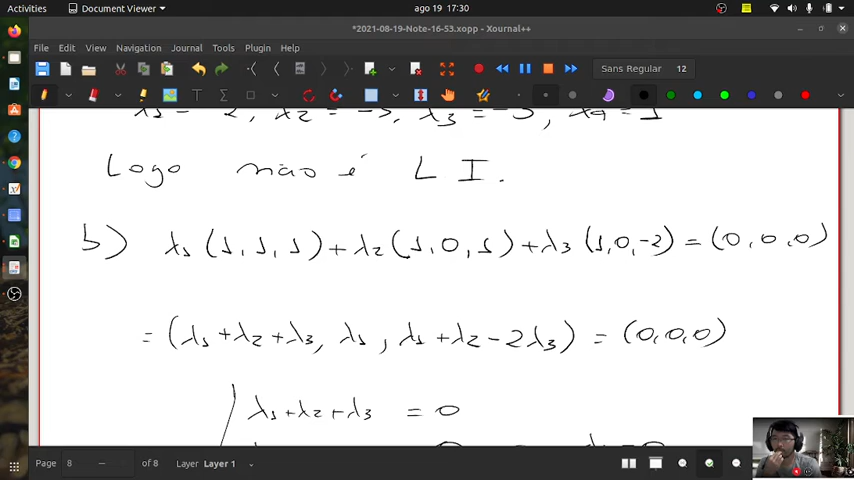 Activities Document Viewer ago 19 17:30
*2021-08-19-Note-16-53.xopp - Xournal++
File Edit View Navigation Journal Tools Plugin Help
Sans Regular 12
Logo não é L I.
b) λ1 (1, 1, 1) + λ2 (1, 0, 1) + λ3 (1, 0, -2) = (0, 0, 0)
= (λ1 + λ2 + λ3, λ1, λ1 + λ2 - 2λ3) = (0, 0, 0)
λ1 + λ2 + λ3 = 0
Page 8 of 8 Layer Layer 1